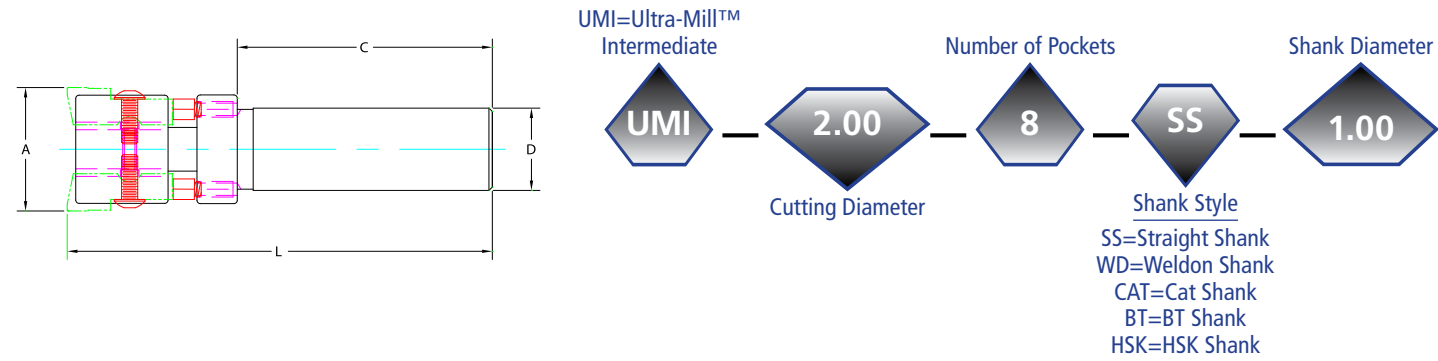 C
A
D
L
UMI=Ultra-Mill™
Intermediate
Number of Pockets
Shank Diameter
UMI
2.00
8
SS
1.00
Cutting Diameter
Shank Style
SS=Straight Shank
WD=Weldon Shank
CAT=Cat Shank
BT=BT Shank
HSK=HSK Shank